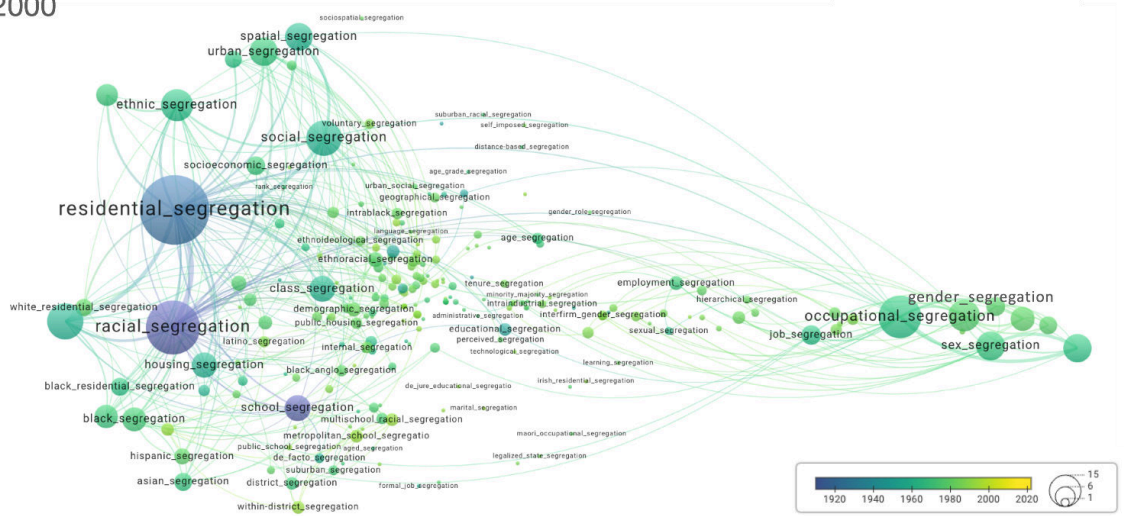 2000
sociospatial_segregation
spatial_segregation
urban_segregation
ethnic_segregation
suburban_racial_segregation
voluntary_segregation
self_imposed_segregation
social_segregation
distance-based_segregation
socioeconomic_segregation
age_grade_segregation
rank_segregation
urban_social_segregation
geographical_segregation
residential_segregation
intrablack_segregation
gender_role_segregation
language_segregation
ethnoideological_segregation
age_segregation
ethnoracial_segregation
tenure_segregation
employment_segregation
class_segregation
minority_majority_segregation
hierarchical_segregation
gender_segregation
white_residential_segregation
demographic_segregation
intraindustrial_segregation
administrative_segregation
interfirm_gender_segregation
occupational_segregation
racial_segregation
public_housing_segregation
educational_segregation
sexual_segregation
job_segregation
latino_segregation
perceived_segregation
internal_segregation
sex_segregation
technological_segregation
housing_segregation
learning_segregation
black_anglo_segregation
black_residential_segregation
de_jure_educational_segregatio
irish_residential_segregation
school_segregation
marital_segregation
black_segregation
multischool_racial_segregation
metropolitan_school_segregatio
maori_occupational_segregation
public_school_segregation
aged_segregation
hispanic_segregation
de_facto_segregation
legalized_state_segregation
suburban_segregation
asian_segregation
district_segregation
formal_job_segregation
within-district_segregation
1920 1940 1960 1980 2000 2020
15
6
1